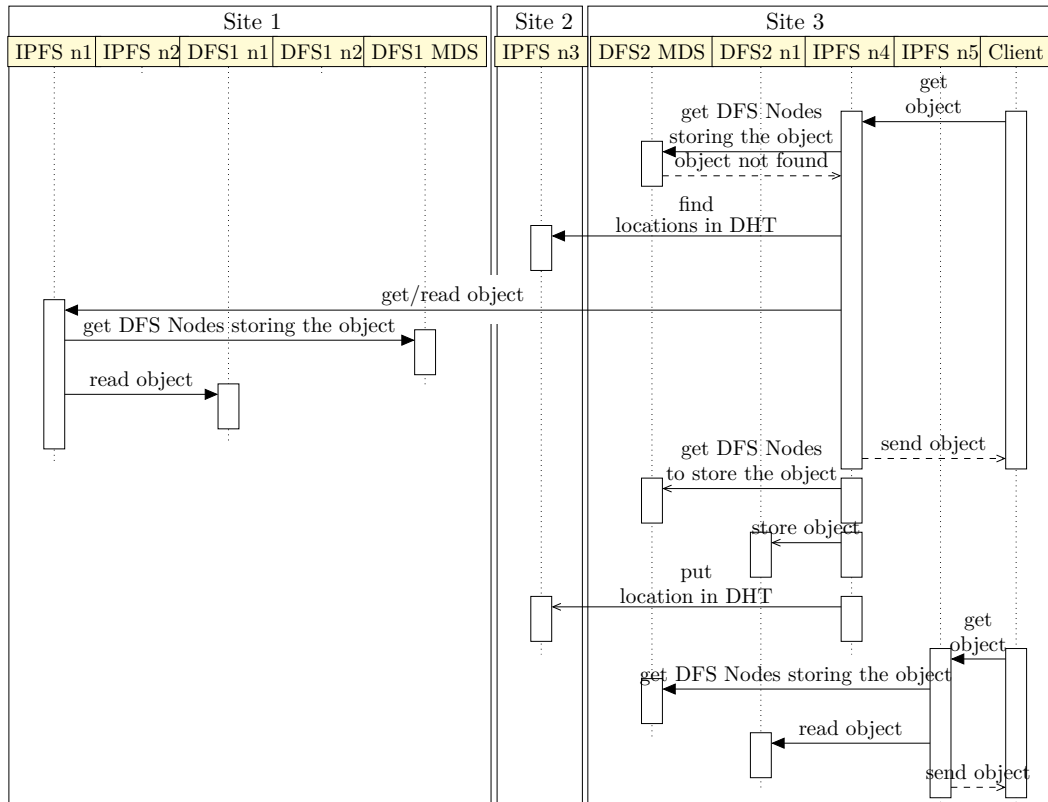 Site 1
Site 2
Site 3
IPFS n1
IPFS n2
DFS1 n1
DFS1 n2
DFS1 MDS
IPFS n3
DFS2 MDS
DFS2 n1
IPFS n4
IPFS n5
Client
get
object
get DFS Nodes
storing the object
object not found
find
locations in DHT
get/read object
get DFS Nodes storing the object
read object
send object
get DFS Nodes
to store the object
store object
put
location in DHT
get
object
get DFS Nodes storing the object
read object
send object